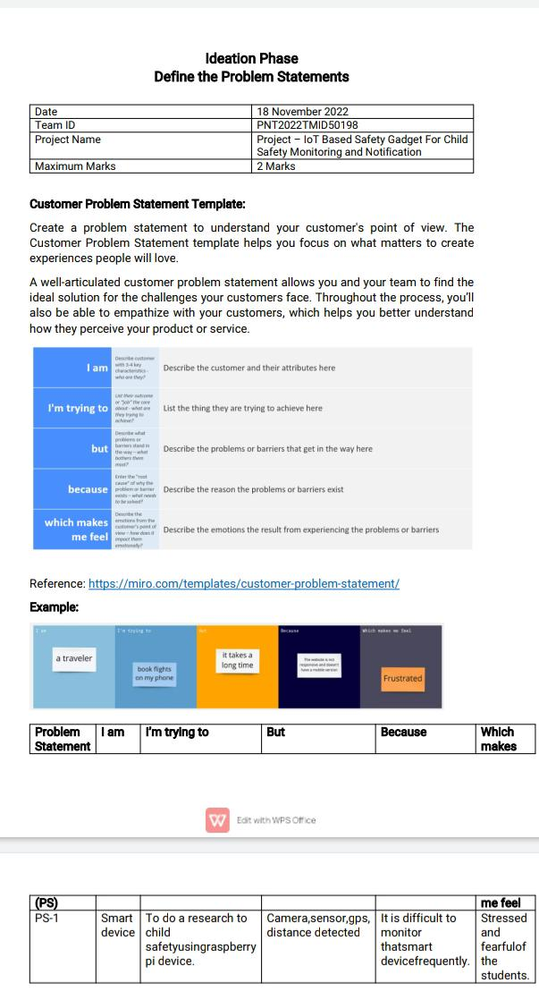 Ideation Phase
Define the Problem Statements
Date 18 November 2022
Team ID PNT2022TMID50198
Project Name Project – IoT Based Safety Gadget For Child
Safety Monitoring and Notification
Maximum Marks 2 Marks
Customer Problem Statement Template:
Create a problem statement to understand your customer's point of view. The
Customer Problem Statement template helps you focus on what matters to create
experiences people will love.
A well-articulated customer problem statement allows you and your team to find the
ideal solution for the challenges your customers face. Throughout the process, you'll
also be able to empathize with your customers, which helps you better understand
how they perceive your product or service.
I am
Describe customer
with 3-4 key
characteristics -
who are they?
Describe the customer and their attributes here
I'm trying to
List their outcome
or "job" the care
about - what are
they trying to
achieve?
List the thing they are trying to achieve here
but
Describe what
problems or
barriers stand in
the way – what
bothers them
most?
Describe the problems or barriers that get in the way here
because
Enter the "root
cause" of why the
problem or barrier
exists – what needs
to be solved?
Describe the reason the problems or barriers exist
which makes
me feel
Describe the
emotions from the
customer's point of
view – how does it
impact them
emotionally?
Describe the emotions the result from experiencing the problems or barriers
Reference: https://miro.com/templates/customer-problem-statement/
Example:
I am
I'm trying to
But
Because
Which makes me feel
a traveler
book flights
on my phone
it takes a
long time
The website is not
responsive and doesn't
have a mobile version
Frustrated
Problem I am I'm trying to But Because Which
Statement makes
W Edit with WPS Office
(PS) me feel
PS-1 Smart To do a research to Camera,sensor,gps, It is difficult to Stressed
device child distance detected monitor and
safetyusingraspberry thatsmart fearfulof
pi device. devicefrequently. the
students.